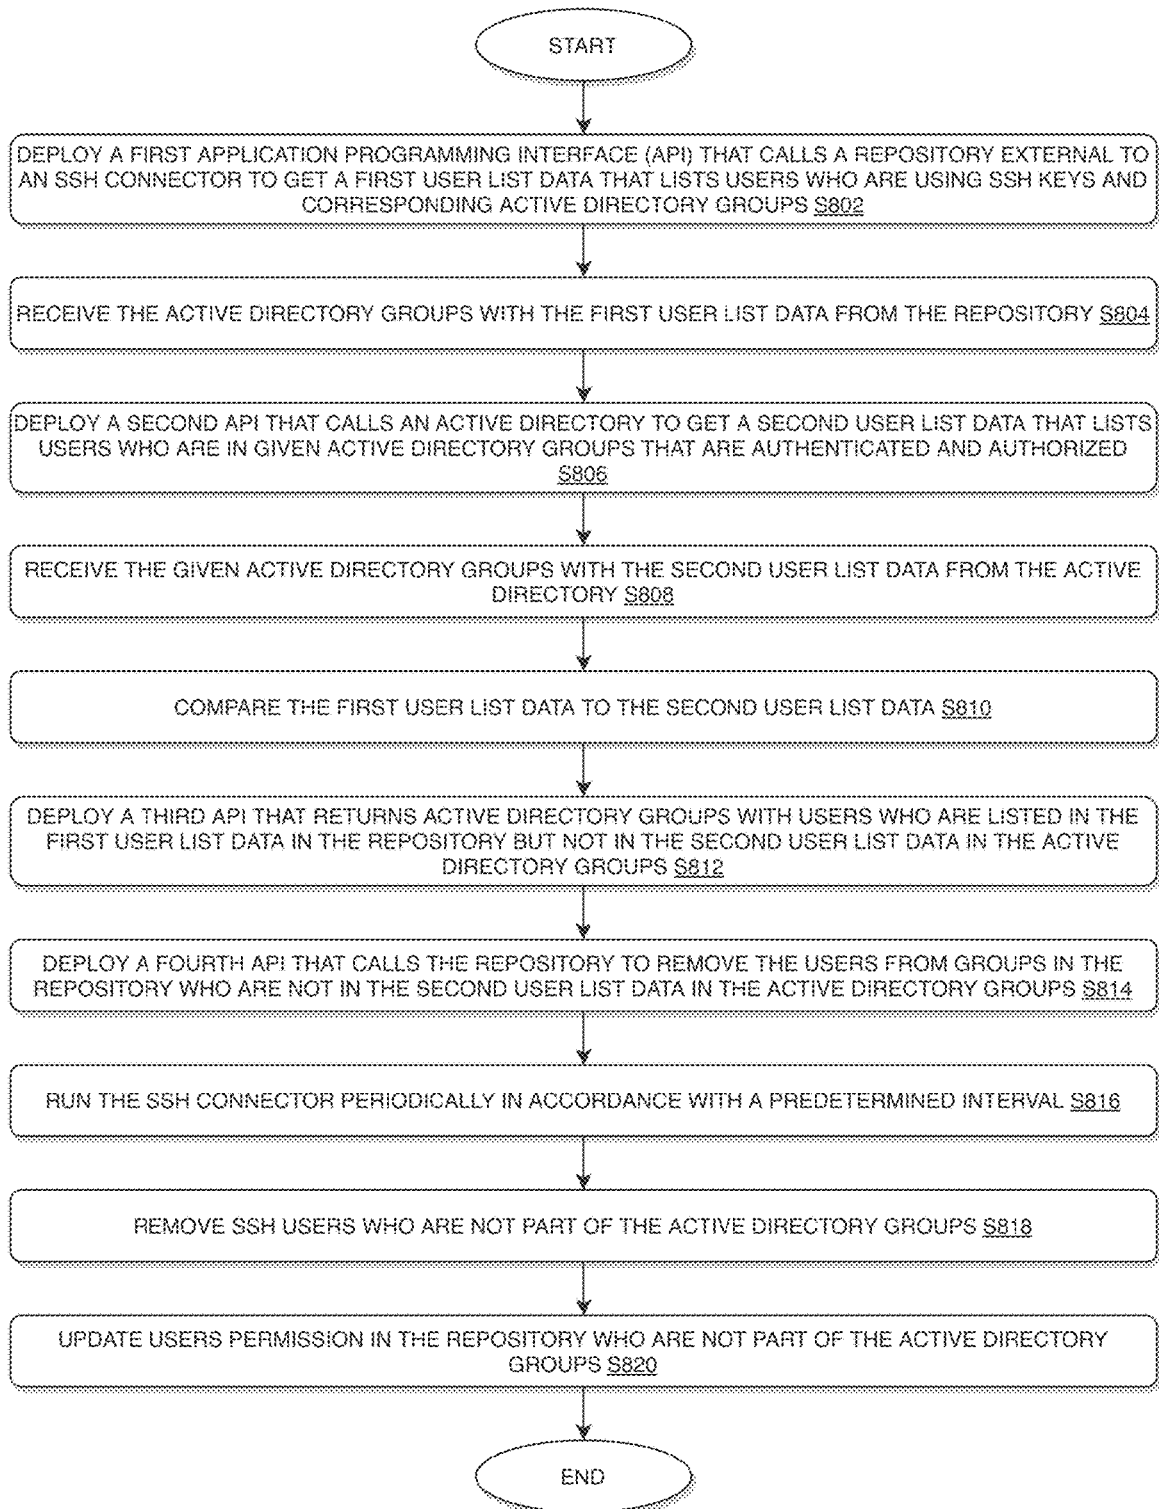 START
DEPLOY A FIRST APPLICATION PROGRAMMING INTERFACE (API) THAT CALLS A REPOSITORY EXTERNAL TO
AN SSH CONNECTOR TO GET A FIRST USER LIST DATA THAT LISTS USERS WHO ARE USING SSH KEYS AND
CORRESPONDING ACTIVE DIRECTORY GROUPS S802
RECEIVE THE ACTIVE DIRECTORY GROUPS WITH THE FIRST USER LIST DATA FROM THE REPOSITORY S804
DEPLOY A SECOND API THAT CALLS AN ACTIVE DIRECTORY TO GET A SECOND USER LIST DATA THAT LISTS
USERS WHO ARE IN GIVEN ACTIVE DIRECTORY GROUPS THAT ARE AUTHENTICATED AND AUTHORIZED
S806
RECEIVE THE GIVEN ACTIVE DIRECTORY GROUPS WITH THE SECOND USER LIST DATA FROM THE ACTIVE
DIRECTORY S808
COMPARE THE FIRST USER LIST DATA TO THE SECOND USER LIST DATA S810
DEPLOY A THIRD API THAT RETURNS ACTIVE DIRECTORY GROUPS WITH USERS WHO ARE LISTED IN THE
FIRST USER LIST DATA IN THE REPOSITORY BUT NOT IN THE SECOND USER LIST DATA IN THE ACTIVE
DIRECTORY GROUPS S812
DEPLOY A FOURTH API THAT CALLS THE REPOSITORY TO REMOVE THE USERS FROM GROUPS IN THE
REPOSITORY WHO ARE NOT IN THE SECOND USER LIST DATA IN THE ACTIVE DIRECTORY GROUPS S814
RUN THE SSH CONNECTOR PERIODICALLY IN ACCORDANCE WITH A PREDETERMINED INTERVAL S816
REMOVE SSH USERS WHO ARE NOT PART OF THE ACTIVE DIRECTORY GROUPS S818
UPDATE USERS PERMISSION IN THE REPOSITORY WHO ARE NOT PART OF THE ACTIVE DIRECTORY
GROUPS S820
END